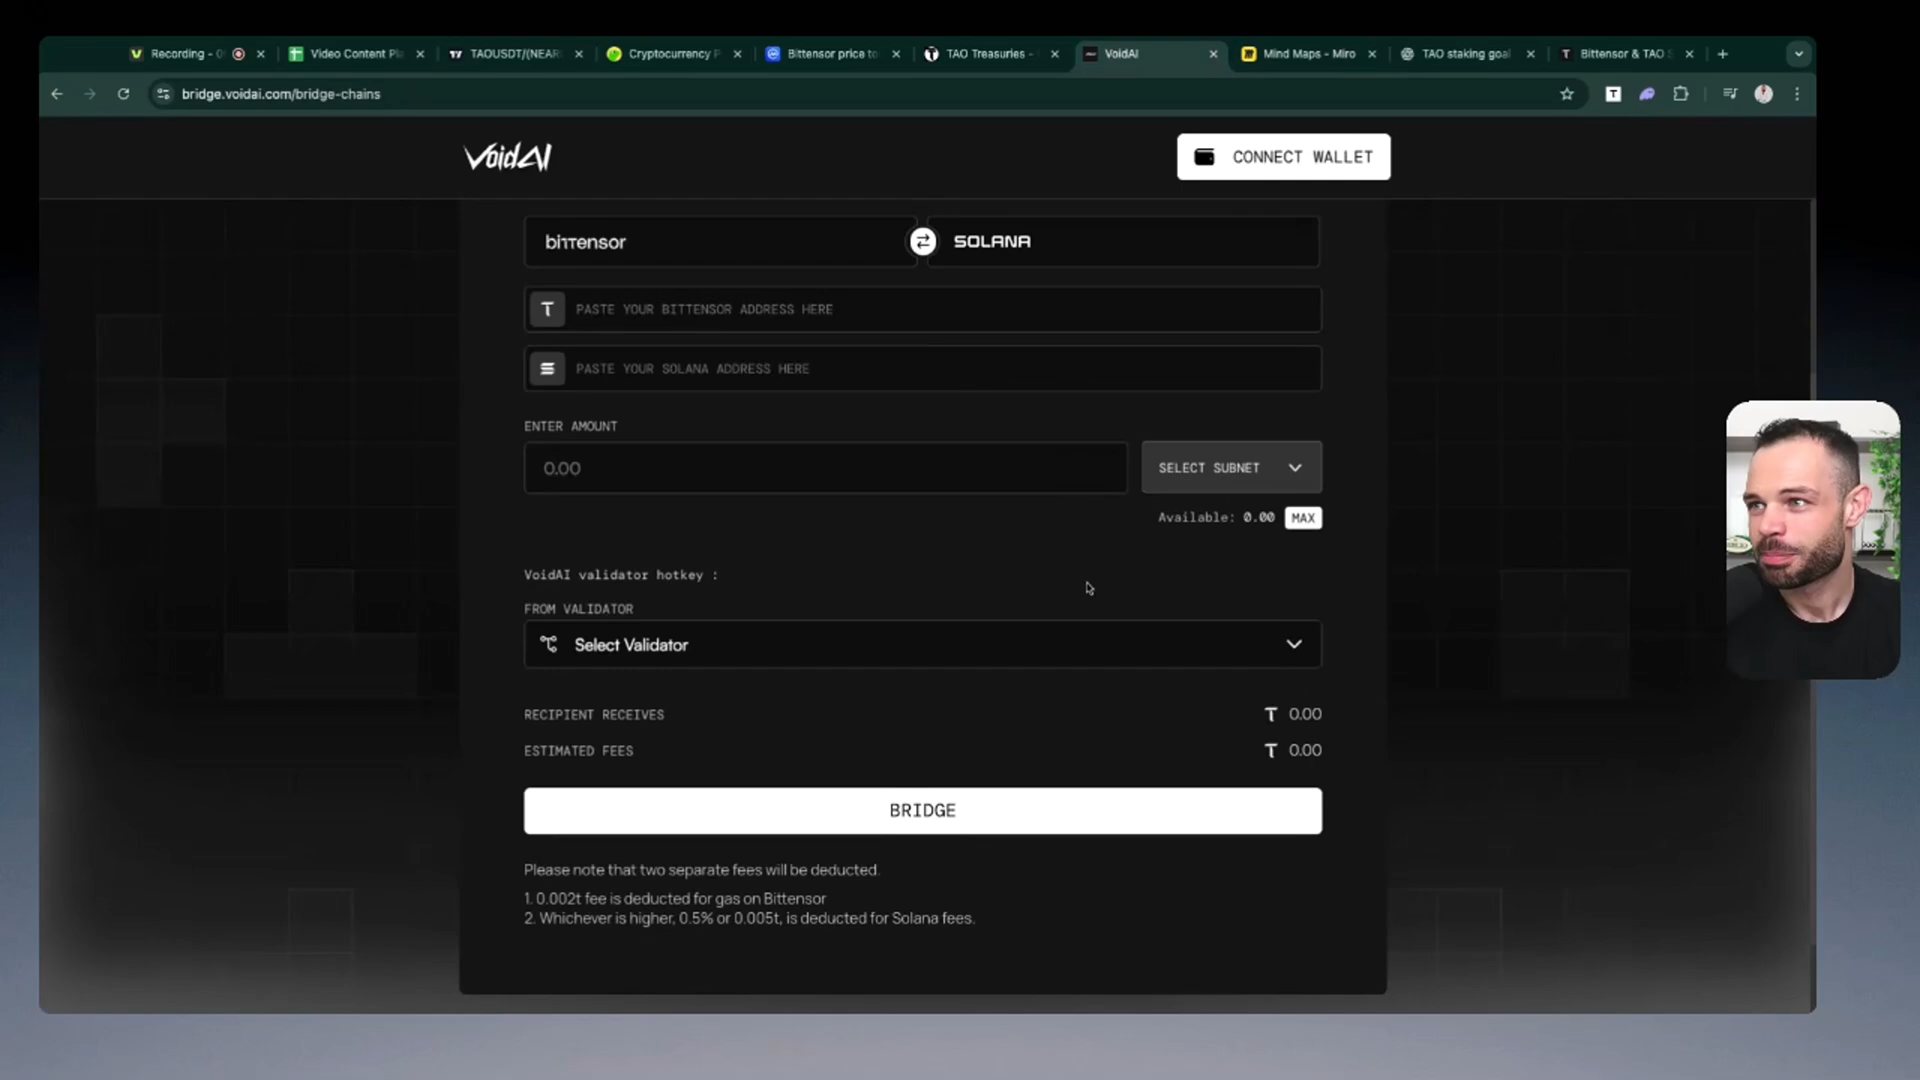 Recording - 0
Video Content Pl
TAOUSDT/(NEAR
Cryptocurrency P
Bittensor price to
TAO Treasuries -
VoidAI
Mind Maps - Miro
TAO staking goal
Bittensor & TAO S
bridge.voidai.com/bridge-chains
VoidAI
CONNECT WALLET
bittensor
SOLANA
PASTE YOUR BITTENSOR ADDRESS HERE
PASTE YOUR SOLANA ADDRESS HERE
ENTER AMOUNT
0.00
SELECT SUBNET
Available: 0.00 MAX
VoidAI validator hotkey :
FROM VALIDATOR
Select Validator
RECIPIENT RECEIVES
T 0.00
ESTIMATED FEES
T 0.00
BRIDGE
Please note that two separate fees will be deducted.
1. 0.002t fee is deducted for gas on Bittensor
2. Whichever is higher, 0.5% or 0.005t, is deducted for Solana fees.